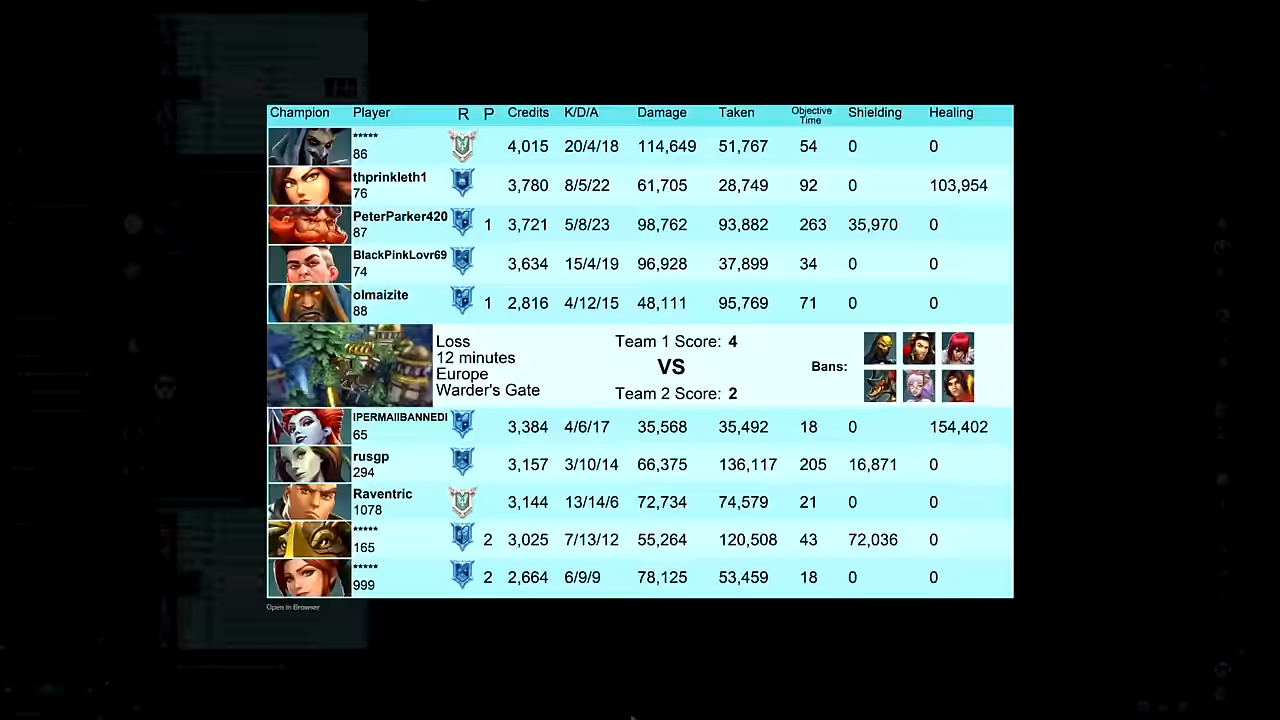 Champion Player R P Credits K/D/A Damage Taken Objective Time Shielding Healing
*****
86 4,015 20/4/18 114,649 51,767 54 0 0
thprinkleth1
76 3,780 8/5/22 61,705 28,749 92 0 103,954
PeterParker420
87 1 3,721 5/8/23 98,762 93,882 263 35,970 0
BlackPinkLovr69
74 3,634 15/4/19 96,928 37,899 34 0 0
olmaizite
88 1 2,816 4/12/15 48,111 95,769 71 0 0
Loss
12 minutes
Europe
Warder's Gate
Team 1 Score: 4
VS
Team 2 Score: 2
Bans:
IPERMAIIBANNEDI
65 3,384 4/6/17 35,568 35,492 18 0 154,402
rusgp
294 3,157 3/10/14 66,375 136,117 205 16,871 0
Raventric
1078 3,144 13/14/6 72,734 74,579 21 0 0
*****
165 2 3,025 7/13/12 55,264 120,508 43 72,036 0
*****
999 2 2,664 6/9/9 78,125 53,459 18 0 0
Open in Browser